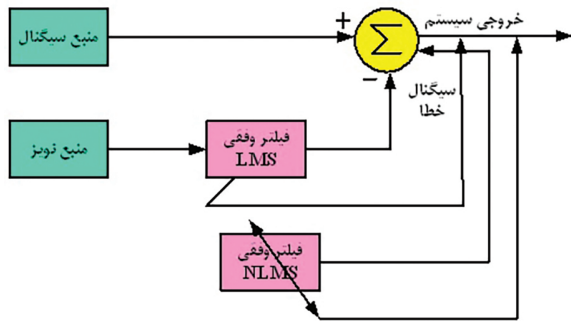 منبع سیگنال
+
Σ
خروجی سیستم
−
سیگنال
خطا
منبع نویز
فیلتر وفقی
LMS
فیلتر وفقی
NLMS